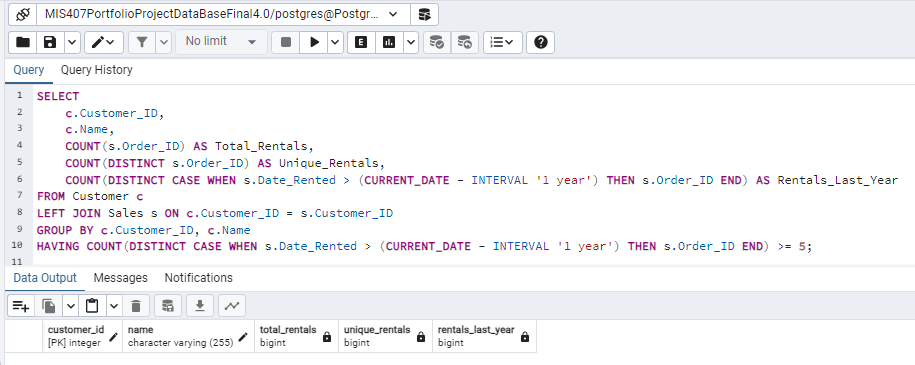 MIS407PortfolioProjectDataBaseFinal4.0/postgres@Postgr...
No limit
E
Query Query History
1 SELECT
2 c.Customer_ID,
3 c.Name,
4 COUNT(s.Order_ID) AS Total_Rentals,
5 COUNT(DISTINCT s.Order_ID) AS Unique_Rentals,
6 COUNT(DISTINCT CASE WHEN s.Date_Rented > (CURRENT_DATE - INTERVAL '1 year') THEN s.Order_ID END) AS Rentals_Last_Year
7 FROM Customer c
8 LEFT JOIN Sales s ON c.Customer_ID = s.Customer_ID
9 GROUP BY c.Customer_ID, c.Name
10 HAVING COUNT(DISTINCT CASE WHEN s.Date_Rented > (CURRENT_DATE - INTERVAL '1 year') THEN s.Order_ID END) >= 5;
11
Data Output Messages Notifications
customer_id name total_rentals unique_rentals rentals_last_year
[PK] integer character varying (255) bigint bigint bigint